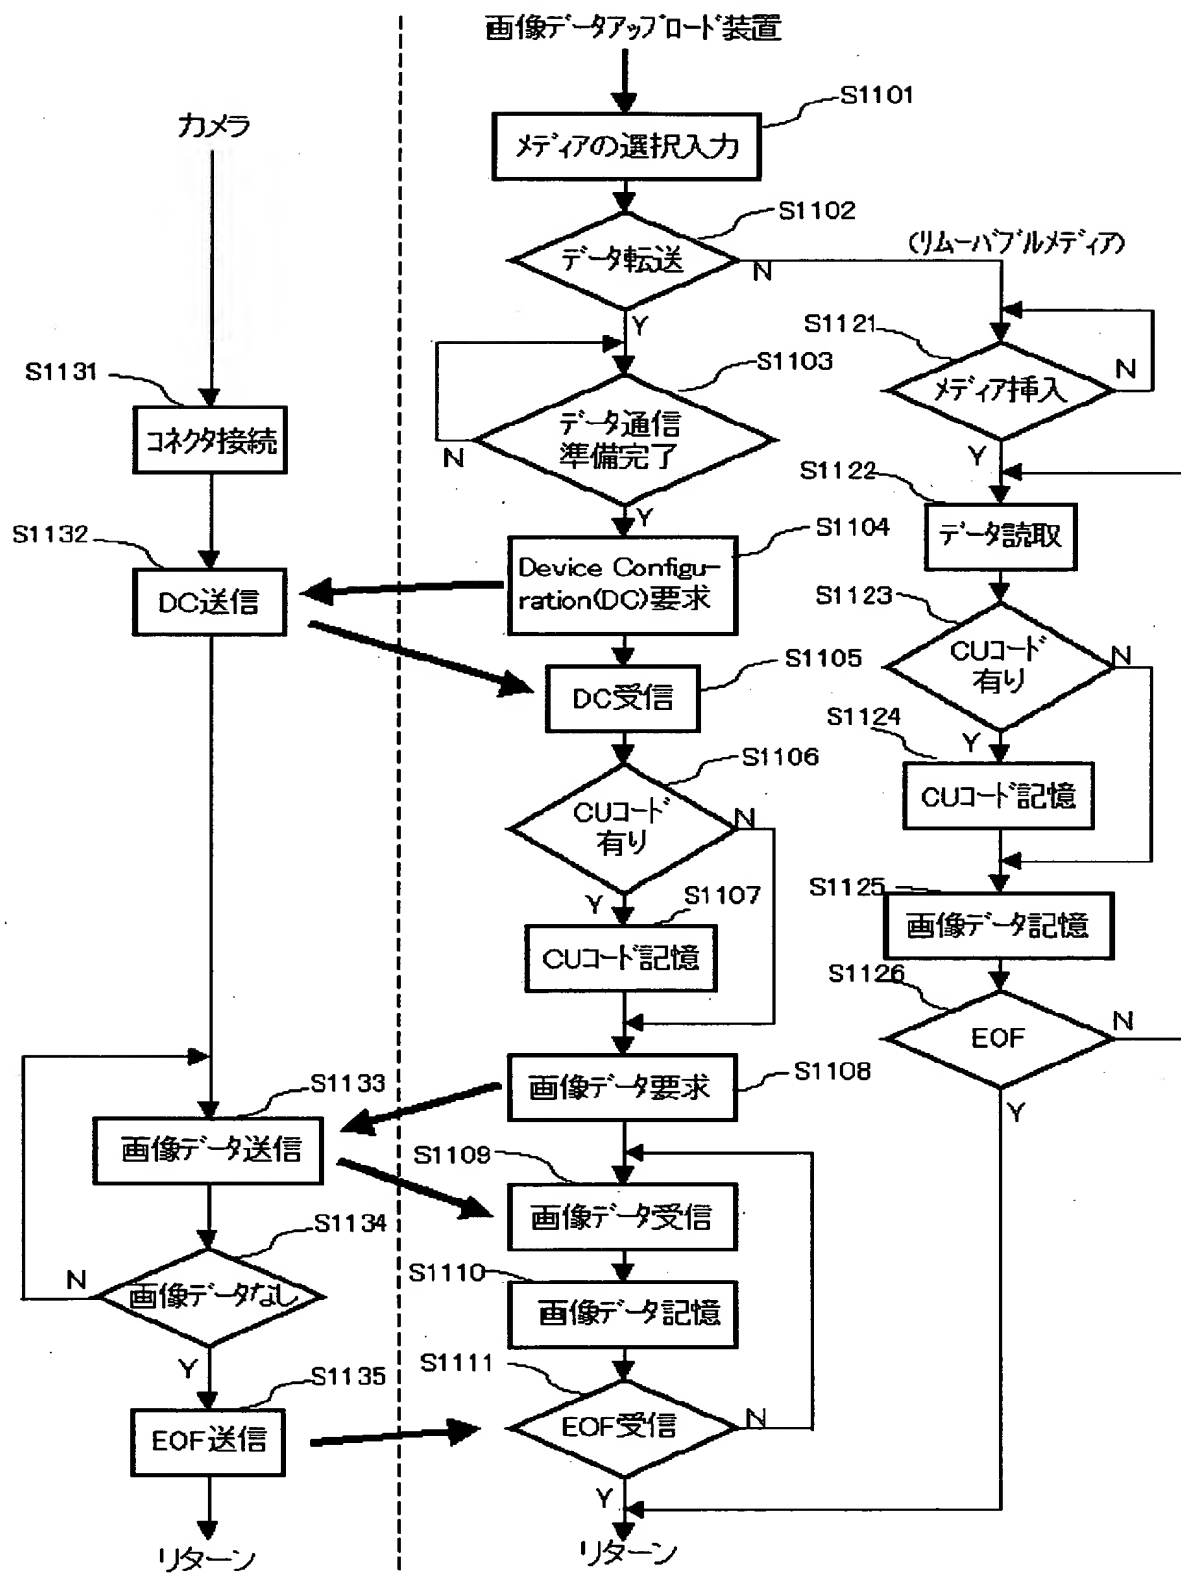 画像データアップロード装置
カメラ
S1101
メディアの選択入力
S1102
データ転送
N
(リムーバブルメディア)
Y
S1103
データ通信
準備完了
N
Y
S1104
Device Configu-
ration(DC)要求
S1105
DC受信
S1106
CUコード
有り
N
Y
S1107
CUコード記憶
S1108
画像データ要求
S1109
画像データ受信
S1110
画像データ記憶
S1111
EOF受信
N
Y
リターン
S1121
メディア挿入
N
Y
S1122
データ読取
S1123
CUコード
有り
N
S1124
Y
CUコード記憶
S1125
画像データ記憶
S1126
EOF
N
Y
S1131
コネクタ接続
S1132
DC送信
S1133
画像データ送信
S1134
画像データなし
N
Y
S1135
EOF送信
リターン